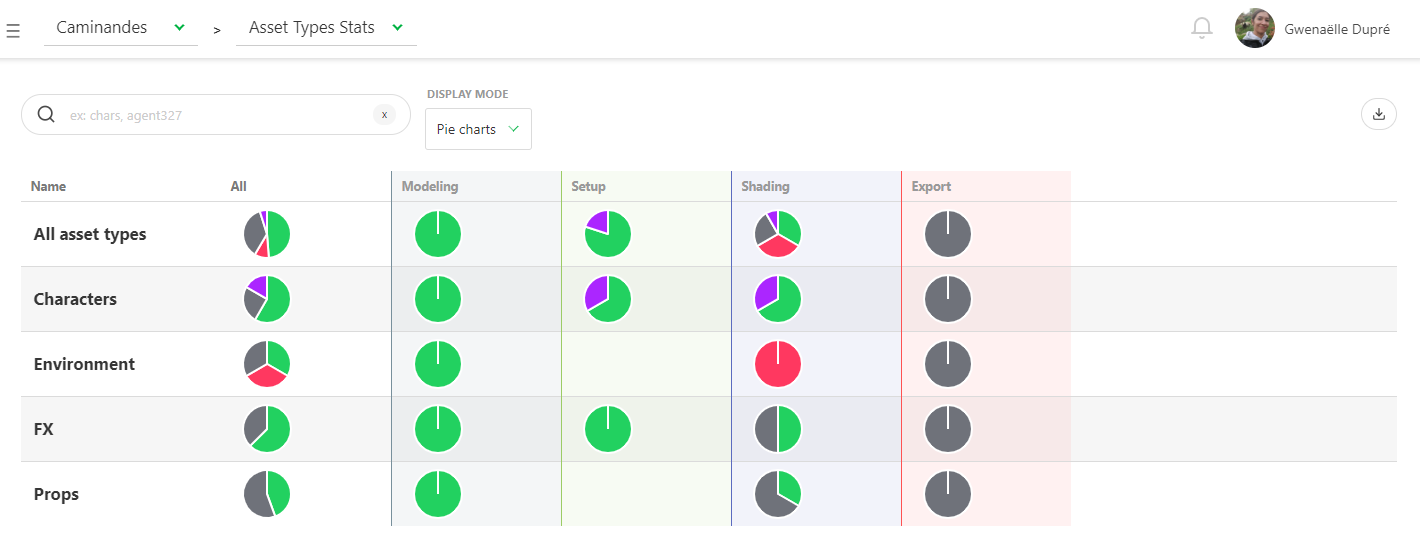 Caminandes > Asset Types Stats Gwenaëlle Dupré
DISPLAY MODE
ex: chars, agent327 x
Pie charts
Name All Modeling Setup Shading Export
All asset types
Characters
Environment
FX
Props